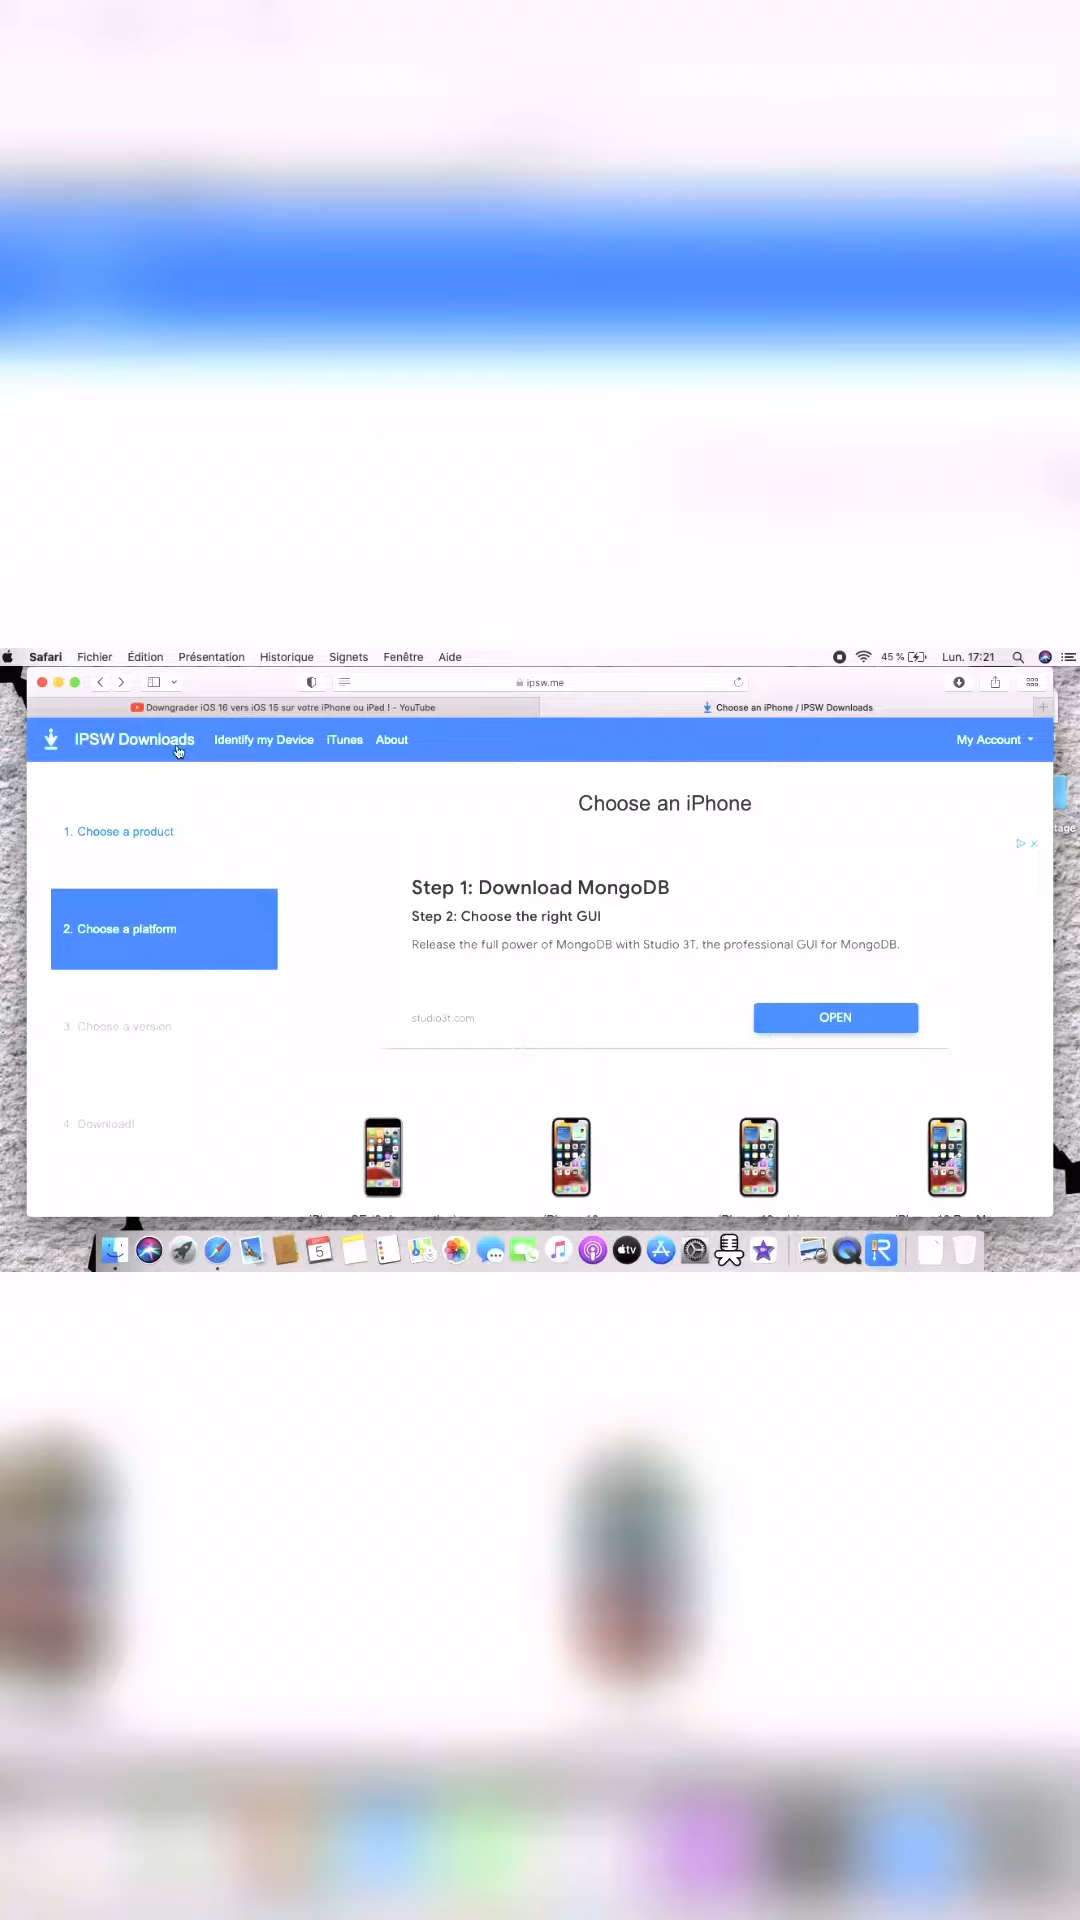 Safari Fichier Édition Présentation Historique Signets Fenêtre Aide 45 % Lun. 17:21
ipsw.me
Downgrader iOS 16 vers iOS 15 sur votre iPhone ou iPad ! - YouTube
Choose an iPhone / IPSW Downloads
IPSW Downloads Identify my Device iTunes About My Account
Choose an iPhone
1. Choose a product
tage
Step 1: Download MongoDB
Step 2: Choose the right GUI
2. Choose a platform
Release the full power of MongoDB with Studio 3T, the professional GUI for MongoDB.
studio3t.com
OPEN
3. Choose a version
4. Download!
5
tv